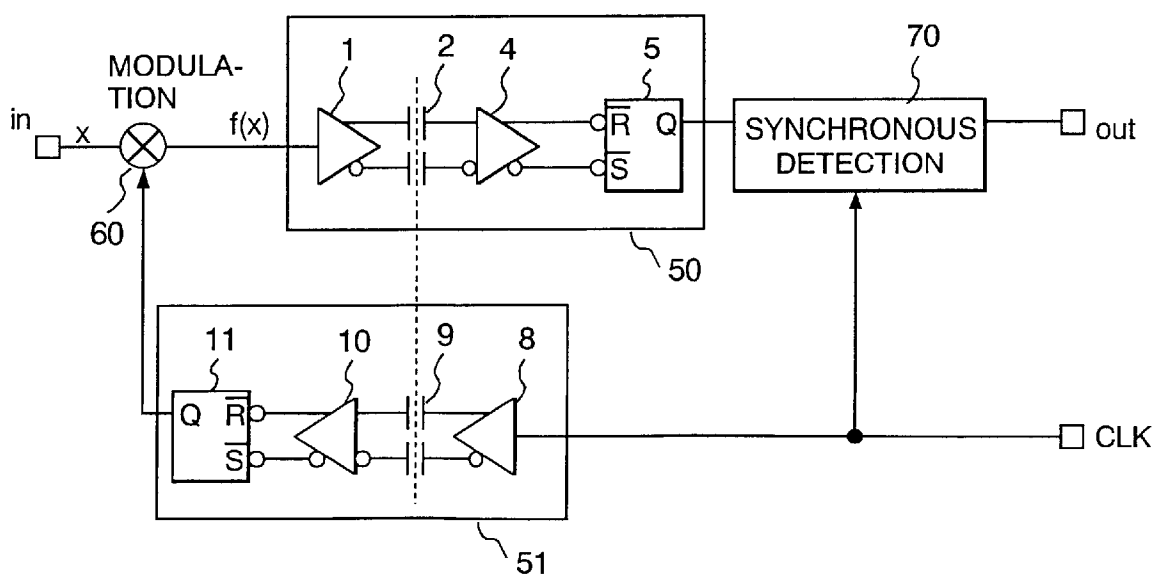 MODULA-
TION
in
x
f(x)
60
1
2
4
5
R̅ Q
S̅
50
70
SYNCHRONOUS
DETECTION
out
11
10
9
8
Q R̅
S̅
51
CLK